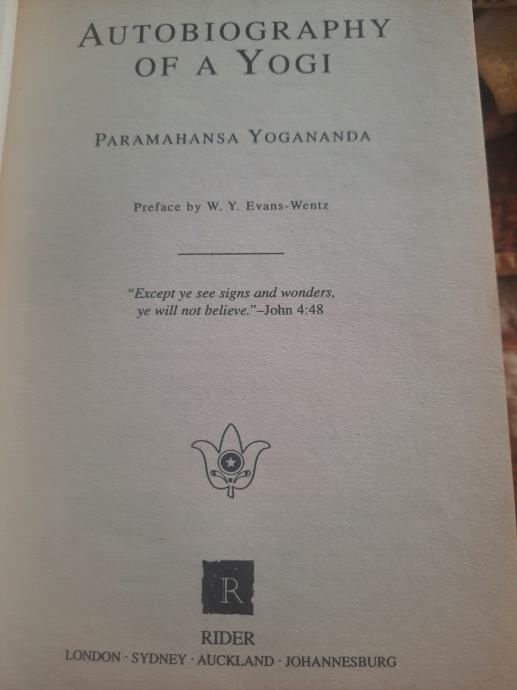 AUTOBIOGRAPHY
OF A YOGI
PARAMAHANSA YOGANANDA
Preface by W. Y. Evans-Wentz
“Except ye see signs and wonders,
ye will not believe.”–John 4:48
R
RIDER
LONDON · SYDNEY · AUCKLAND · JOHANNESBURG